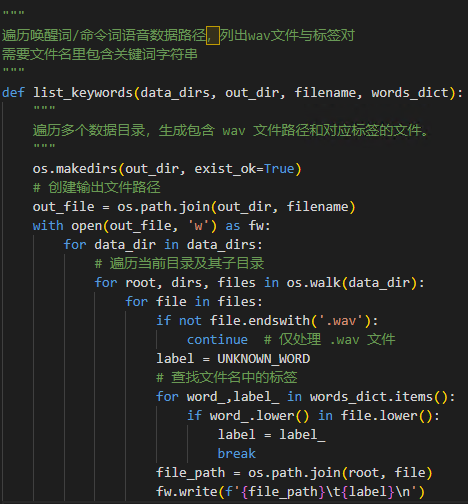 """
遍历唤醒词/命令词语音数据路径，列出wav文件与标签对
需要文件名里包含关键词字符串
"""
def list_keywords(data_dirs, out_dir, filename, words_dict):
    """
    遍历多个数据目录，生成包含 wav 文件路径和对应标签的文件。
    """
    os.makedirs(out_dir, exist_ok=True)
    # 创建输出文件路径
    out_file = os.path.join(out_dir, filename)
    with open(out_file, 'w') as fw:
        for data_dir in data_dirs:
            # 遍历当前目录及其子目录
            for root, dirs, files in os.walk(data_dir):
                for file in files:
                    if not file.endswith('.wav'):
                        continue  # 仅处理 .wav 文件
                    label = UNKNOWN_WORD
                    # 查找文件名中的标签
                    for word_,label_ in words_dict.items():
                        if word_.lower() in file.lower():
                            label = label_
                            break
                    file_path = os.path.join(root, file)
                    fw.write(f'{file_path}\t{label}\n')